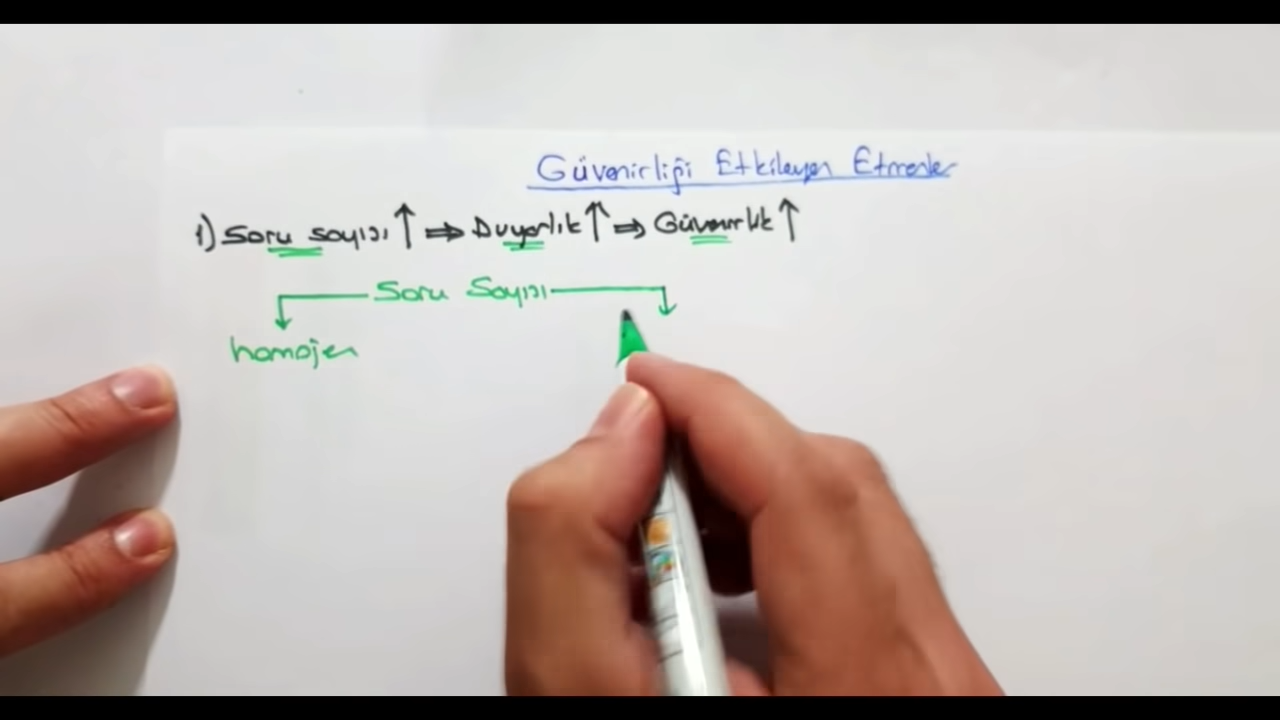 Güvenirliği Etkileyen Etmenler
1) Soru sayısı ↑ ⇒ Duyarlık ↑ ⇒ Güvenirlik ↑
Soru Sayısı
homojen